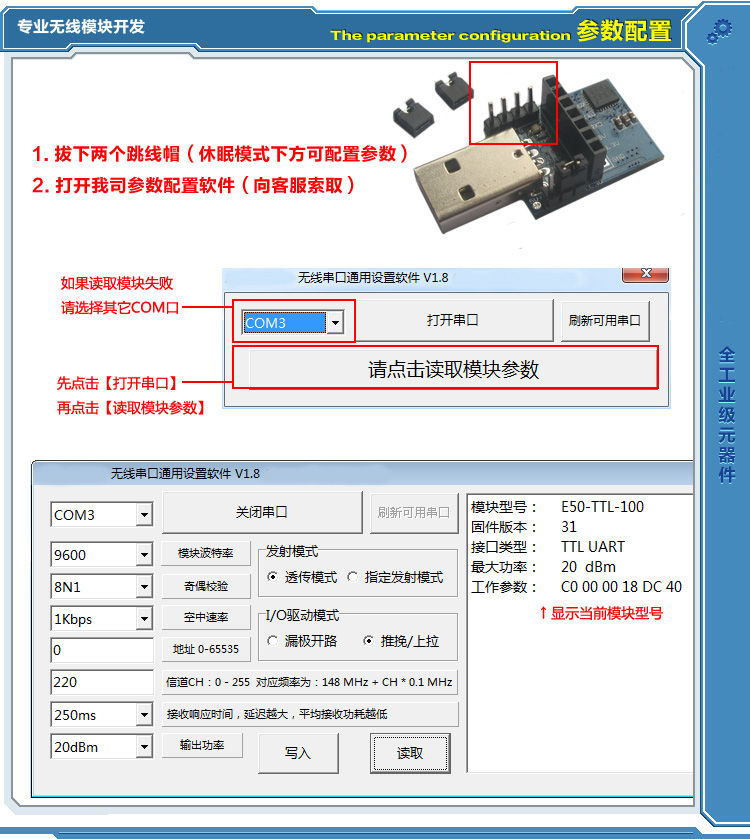 专业无线模块开发
The parameter configuration 参数配置
1. 拔下两个跳线帽（休眠模式下方可配置参数）
2. 打开我司参数配置软件（向客服索取）
如果读取模块失败
请选择其它COM口
先点击【打开串口】
再点击【读取模块参数】
无线串口通用设置软件 V1.8
X
COM3
打开串口
刷新可用串口
请点击读取模块参数
全工业级元器件
无线串口通用设置软件 V1.8
COM3
关闭串口
刷新可用串口
9600
模块波特率
8N1
奇偶校验
1Kbps
空中速率
0
地址 0-65535
220
信道CH：0 - 255 对应频率为：148 MHz + CH * 0.1 MHz
250ms
接收响应时间，延迟越大，平均接收功耗越低
20dBm
输出功率
发射模式
透传模式
指定发射模式
I/O驱动模式
漏极开路
推挽/上拉
写入
读取
模块型号： E50-TTL-100
固件版本： 31
接口类型： TTL UART
最大功率： 20 dBm
工作参数： C0 00 00 18 DC 40
↑显示当前模块型号